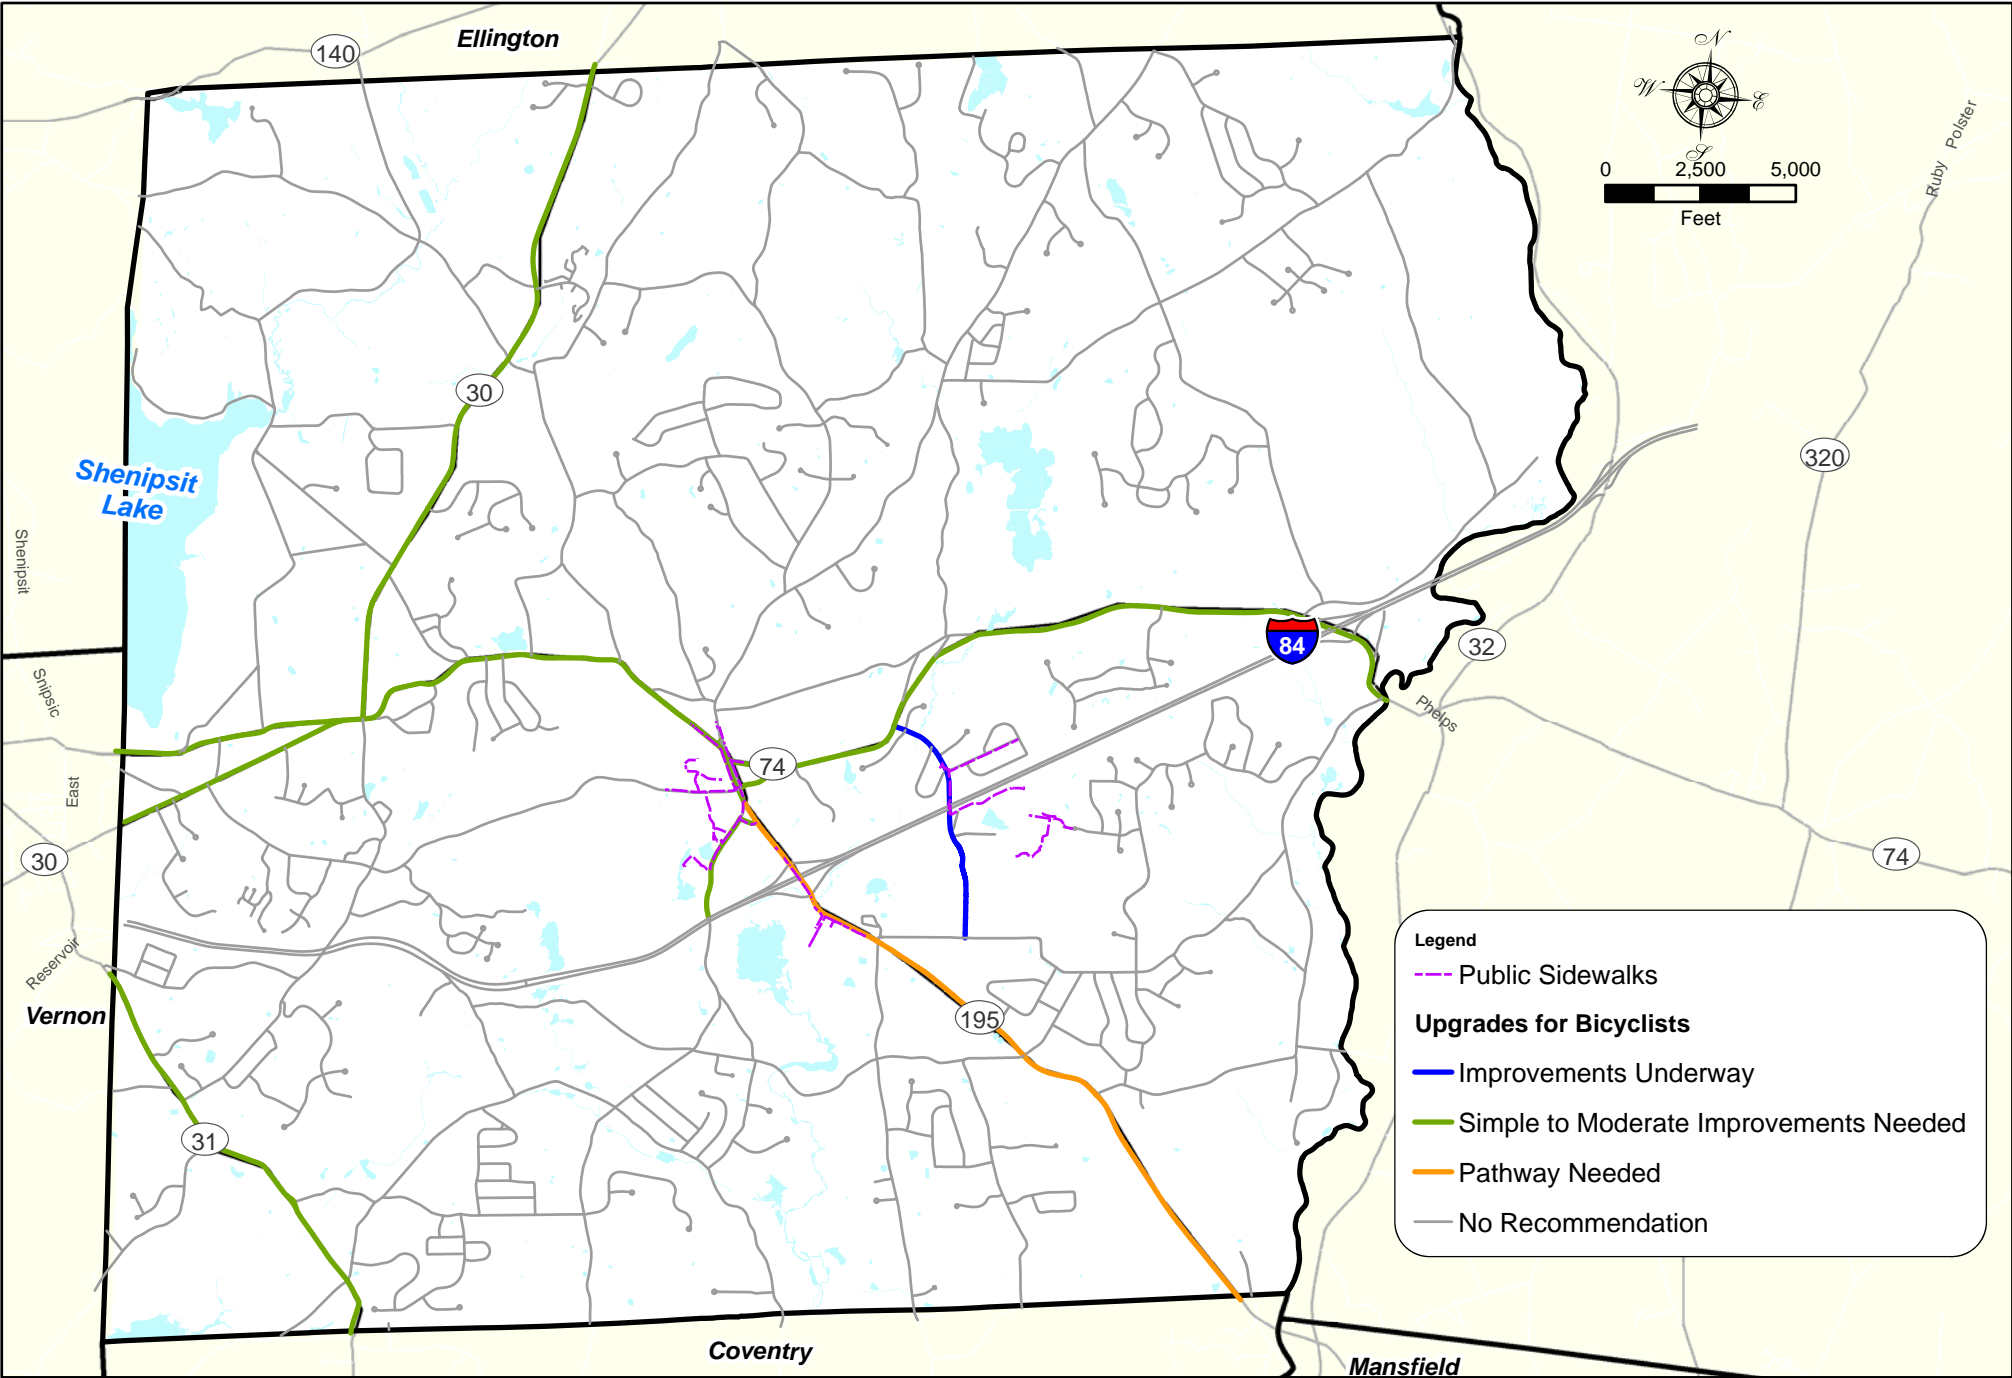 Ellington
140
N
W
E
S
0 2,500 5,000
Feet
Ruby Polster
30
Shenipsit
Lake
320
Shenipsit
84
32
Snipsic
Phelps
74
East
30
74
Reservoir
Vernon
195
31
Legend
Public Sidewalks
Upgrades for Bicyclists
Improvements Underway
Simple to Moderate Improvements Needed
Pathway Needed
No Recommendation
Coventry
Mansfield